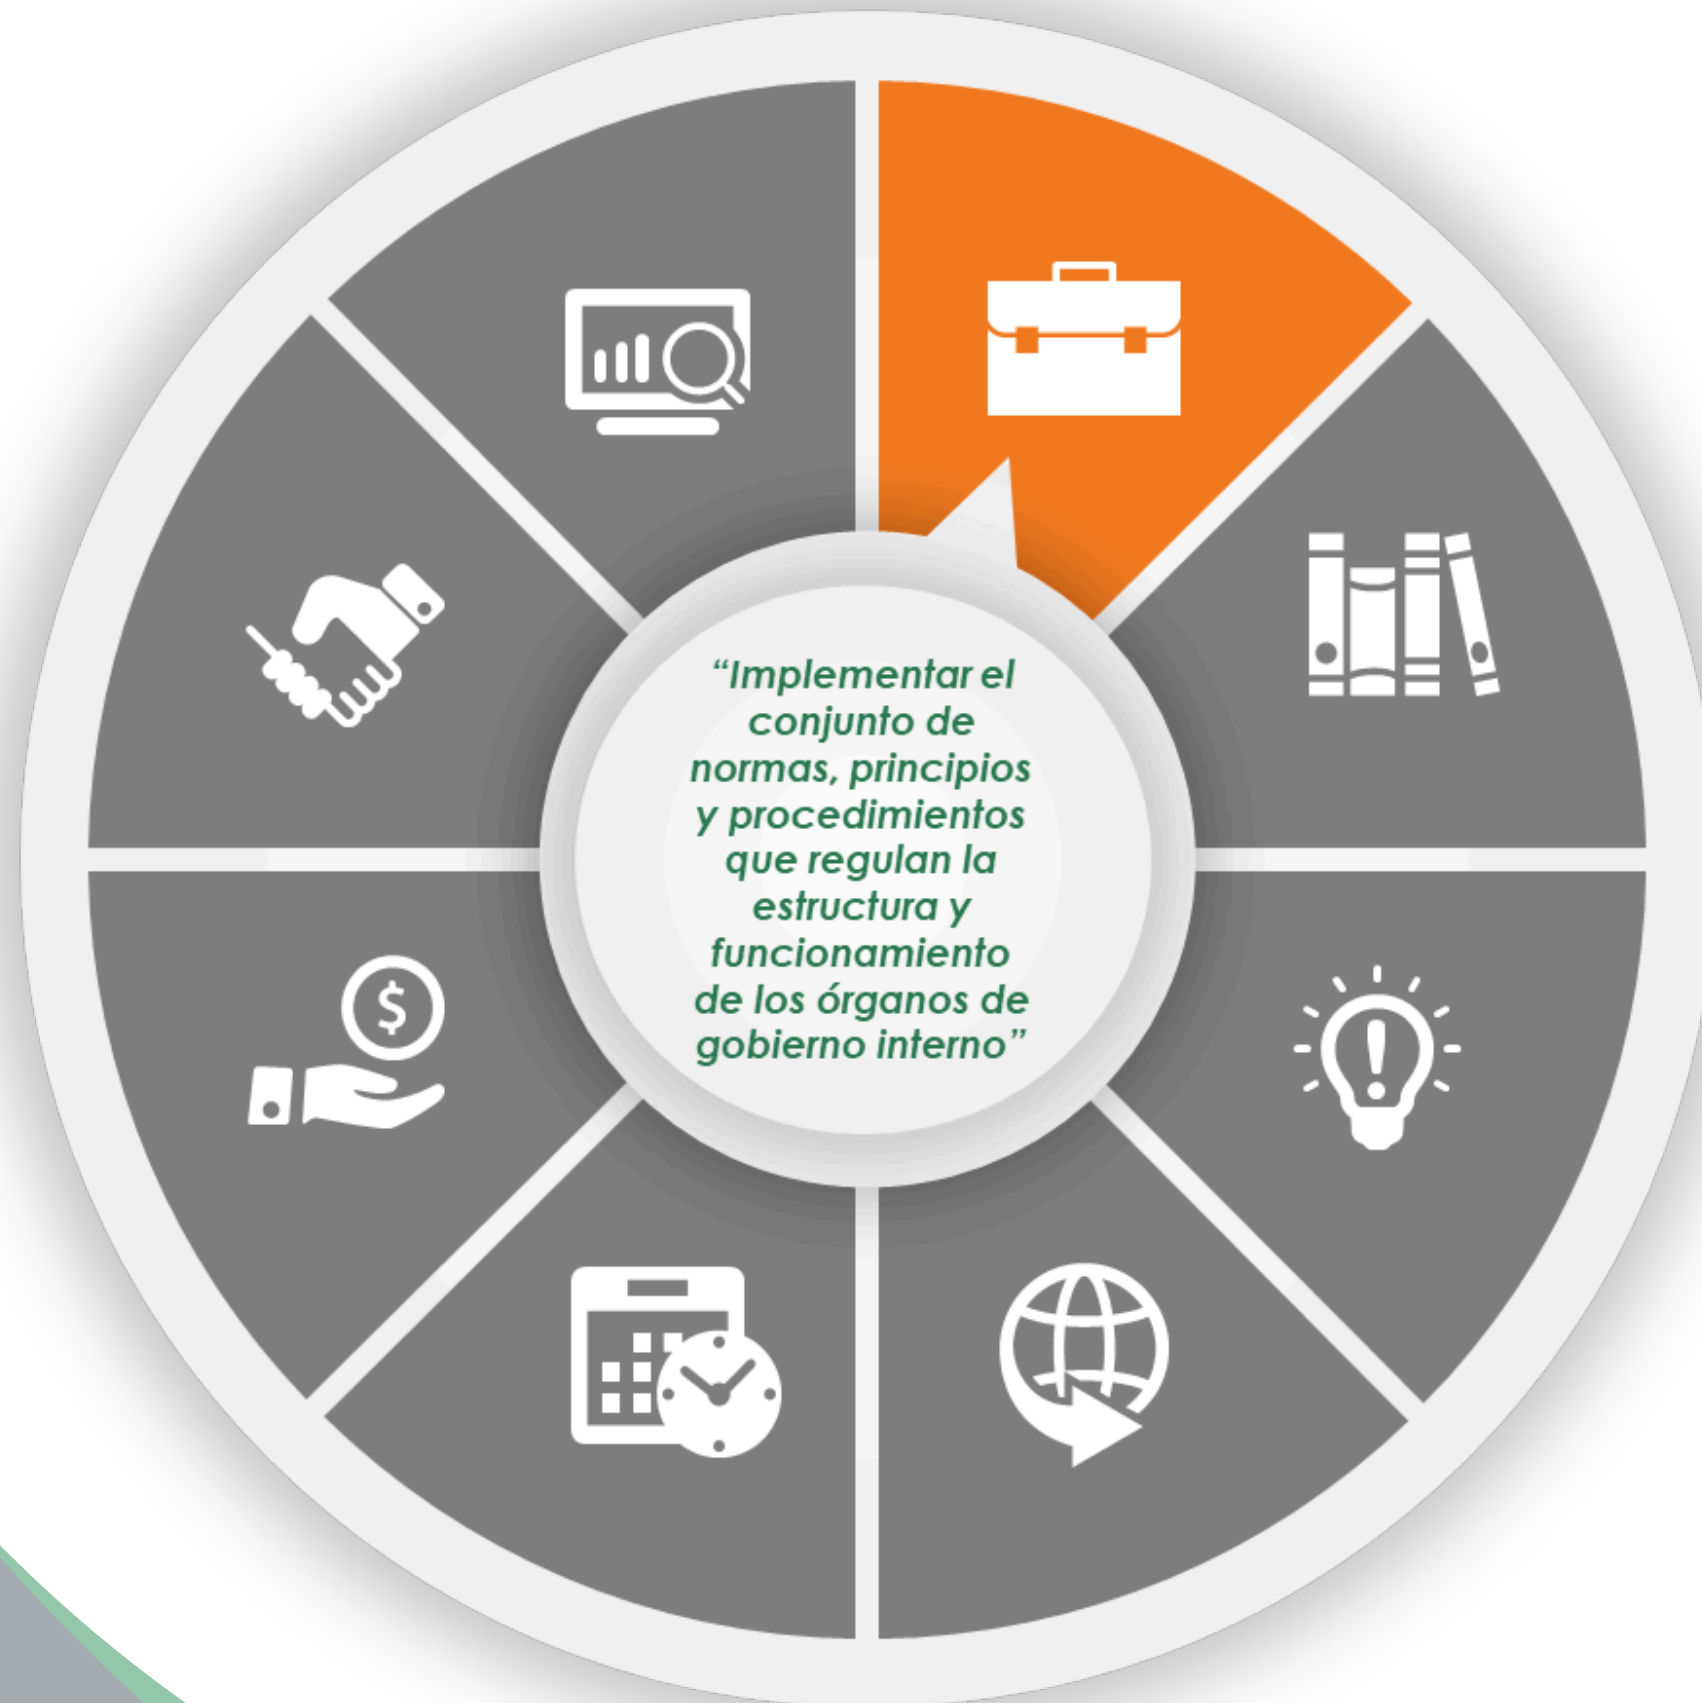 “Implementar el
conjunto de
normas, principios
y procedimientos
que regulan la
estructura y
funcionamiento
de los órganos de
gobierno interno”
$